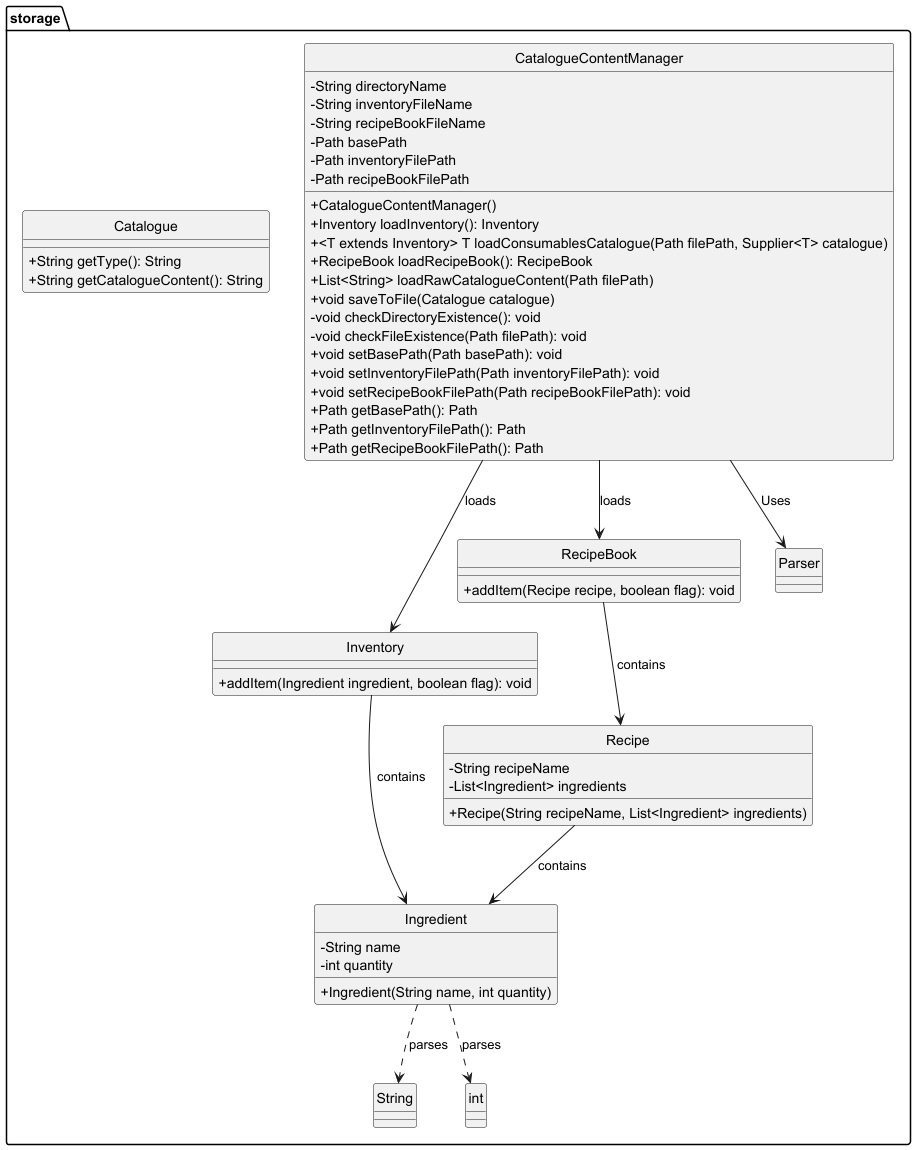 storage
CatalogueContentManager
-String directoryName
-String inventoryFileName
-String recipeBookFileName
-Path basePath
-Path inventoryFilePath
-Path recipeBookFilePath
+CatalogueContentManager()
+Inventory loadInventory(): Inventory
+<T extends Inventory> T loadConsumablesCatalogue(Path filePath, Supplier<T> catalogue)
+RecipeBook loadRecipeBook(): RecipeBook
+List<String> loadRawCatalogueContent(Path filePath)
+void saveToFile(Catalogue catalogue)
-void checkDirectoryExistence(): void
-void checkFileExistence(Path filePath): void
+void setBasePath(Path basePath): void
+void setInventoryFilePath(Path inventoryFilePath): void
+void setRecipeBookFilePath(Path recipeBookFilePath): void
+Path getBasePath(): Path
+Path getInventoryFilePath(): Path
+Path getRecipeBookFilePath(): Path
Catalogue
+String getType(): String
+String getCatalogueContent(): String
loads
loads
Uses
RecipeBook
+addItem(Recipe recipe, boolean flag): void
Parser
Inventory
+addItem(Ingredient ingredient, boolean flag): void
contains
Recipe
-String recipeName
-List<Ingredient> ingredients
+Recipe(String recipeName, List<Ingredient> ingredients)
contains
contains
Ingredient
-String name
-int quantity
+Ingredient(String name, int quantity)
parses
parses
String
int